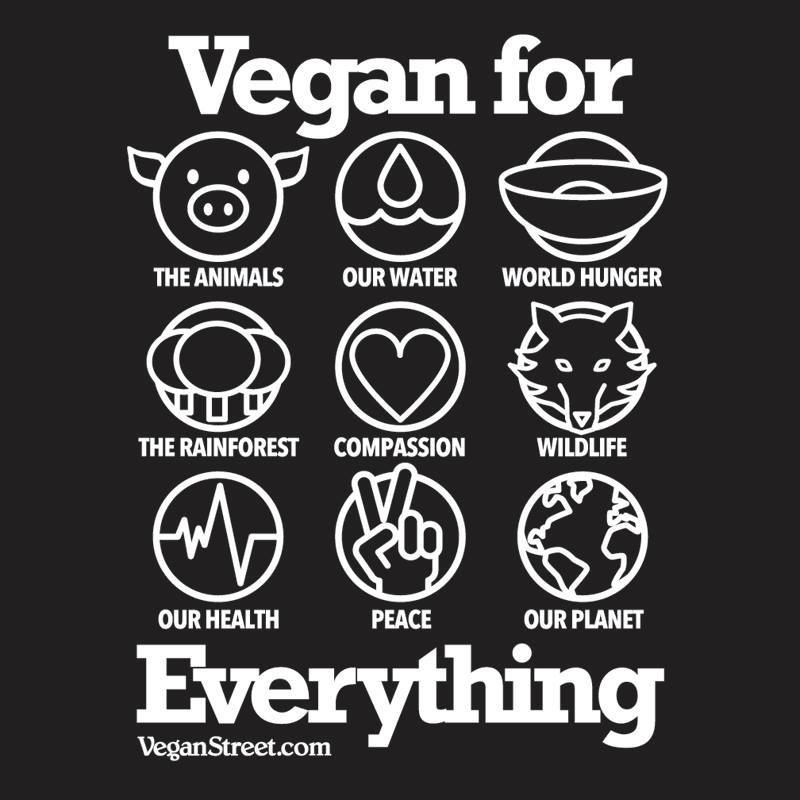 Vegan for
THE ANIMALS OUR WATER WORLD HUNGER
THE RAINFOREST COMPASSION WILDLIFE
OUR HEALTH PEACE OUR PLANET
Everything
VeganStreet.com